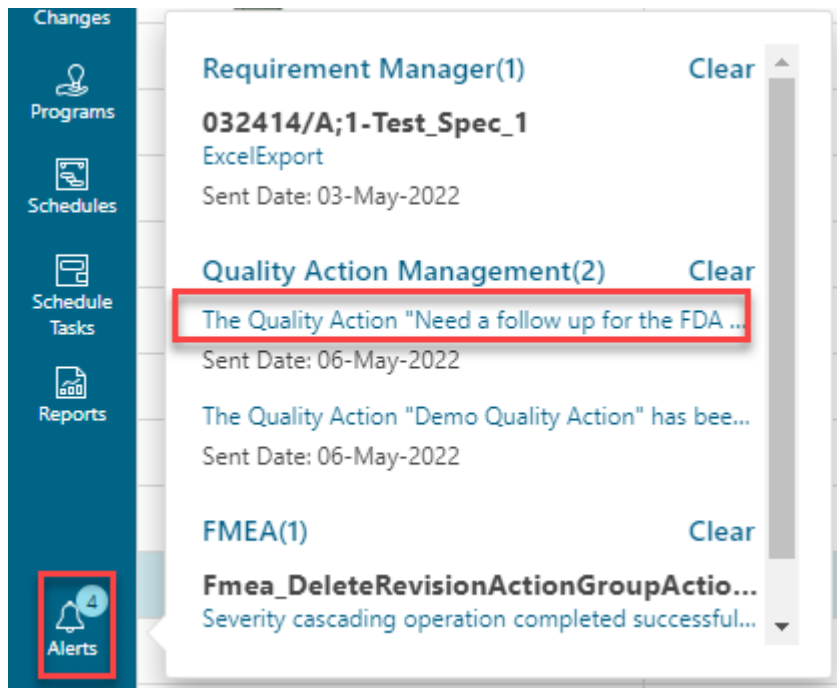 Changes
Programs
Schedules
Schedule
Tasks
Reports
4
Alerts
Requirement Manager(1) Clear
032414/A;1-Test_Spec_1
ExcelExport
Sent Date: 03-May-2022
Quality Action Management(2) Clear
The Quality Action "Need a follow up for the FDA ...
Sent Date: 06-May-2022
The Quality Action "Demo Quality Action" has bee...
Sent Date: 06-May-2022
FMEA(1) Clear
Fmea_DeleteRevisionActionGroupActio...
Severity cascading operation completed successful...